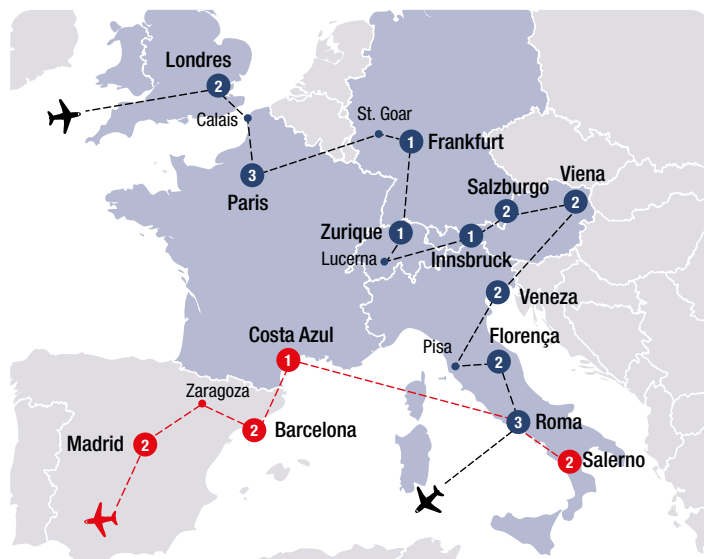 Londres
2
Calais
St. Goar
1
Frankfurt
3
Paris
Salzburgo
2
Viena
2
Zurique
1
1
Innsbruck
Lucerna
2
Veneza
Costa Azul
1
Pisa
Florença
2
Zaragoza
Madrid
2
2
Barcelona
3
Roma
2
Salerno